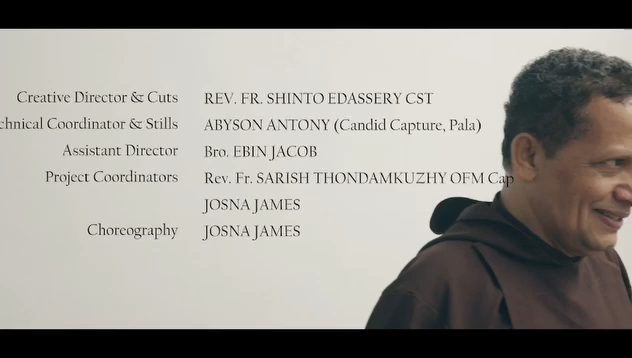 Creative Director & Cuts REV. FR. SHINTO EDASSERY CST
chnical Coordinator & Stills ABYSON ANTONY (Candid Capture, Pala)
Assistant Director Bro. EBIN JACOB
Project Coordinators Rev. Fr. SARISH THONDAMKUZHY OFM Cap
JOSNA JAMES
Choreography JOSNA JAMES